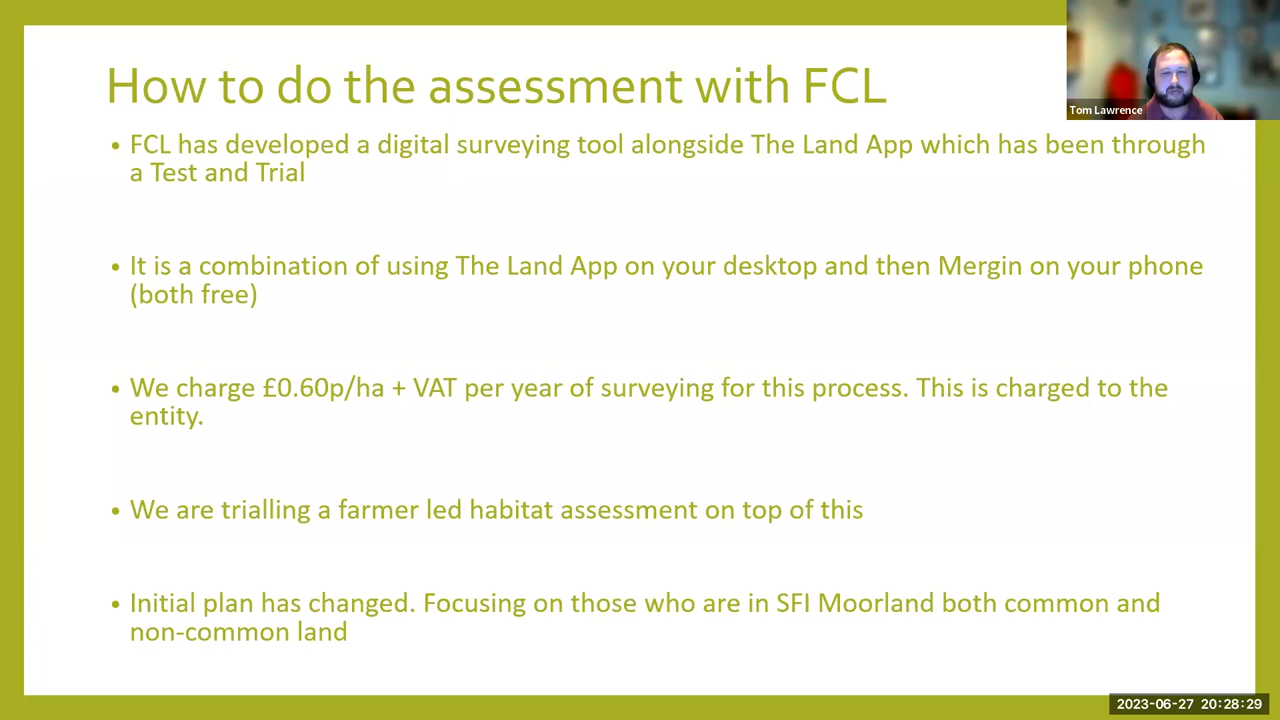 How to do the assessment with FCL
Tom Lawrence
• FCL has developed a digital surveying tool alongside The Land App which has been through
a Test and Trial
• It is a combination of using The Land App on your desktop and then Mergin on your phone
(both free)
• We charge £0.60p/ha + VAT per year of surveying for this process. This is charged to the
entity.
• We are trialling a farmer led habitat assessment on top of this
• Initial plan has changed. Focusing on those who are in SFI Moorland both common and
non-common land
2023-06-27 20:28:29